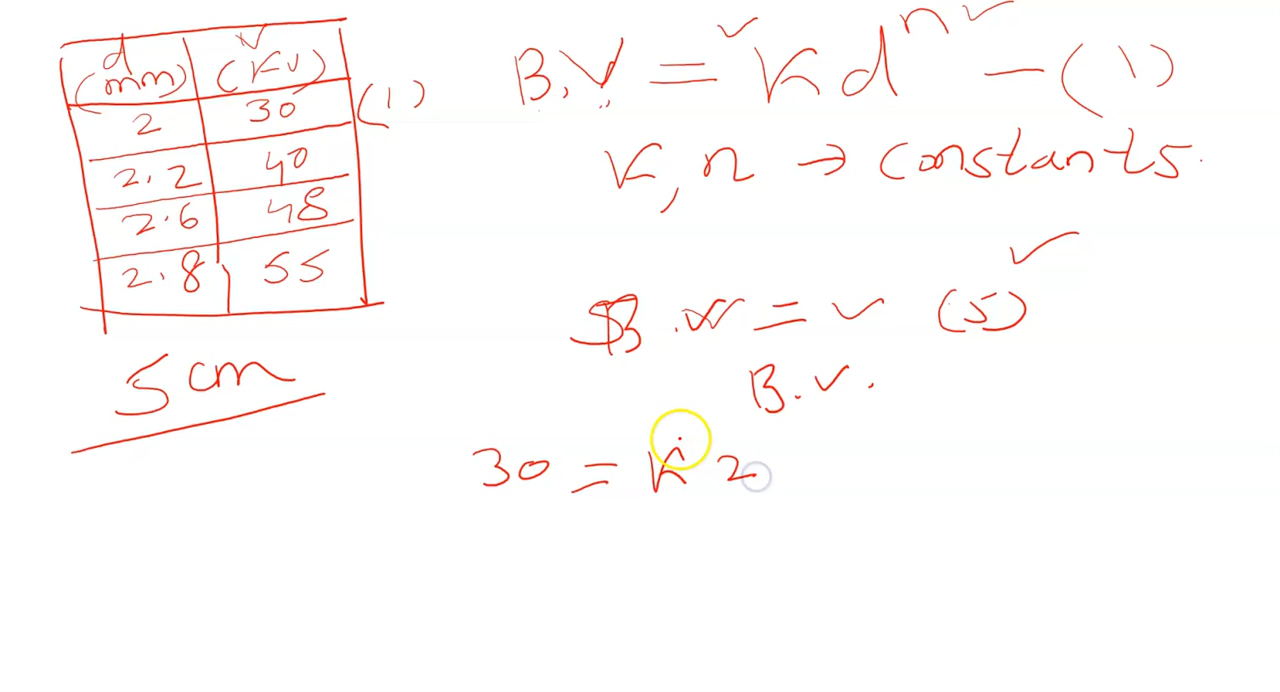 d (mm) V (KV)
2 30 (1)
2.2 40
2.6 48
2.8 55
5 cm
B.V = K d^n — (1)
K, n → constants.
B.V = ✓ (5) ✓
B.V.
30 = K 2